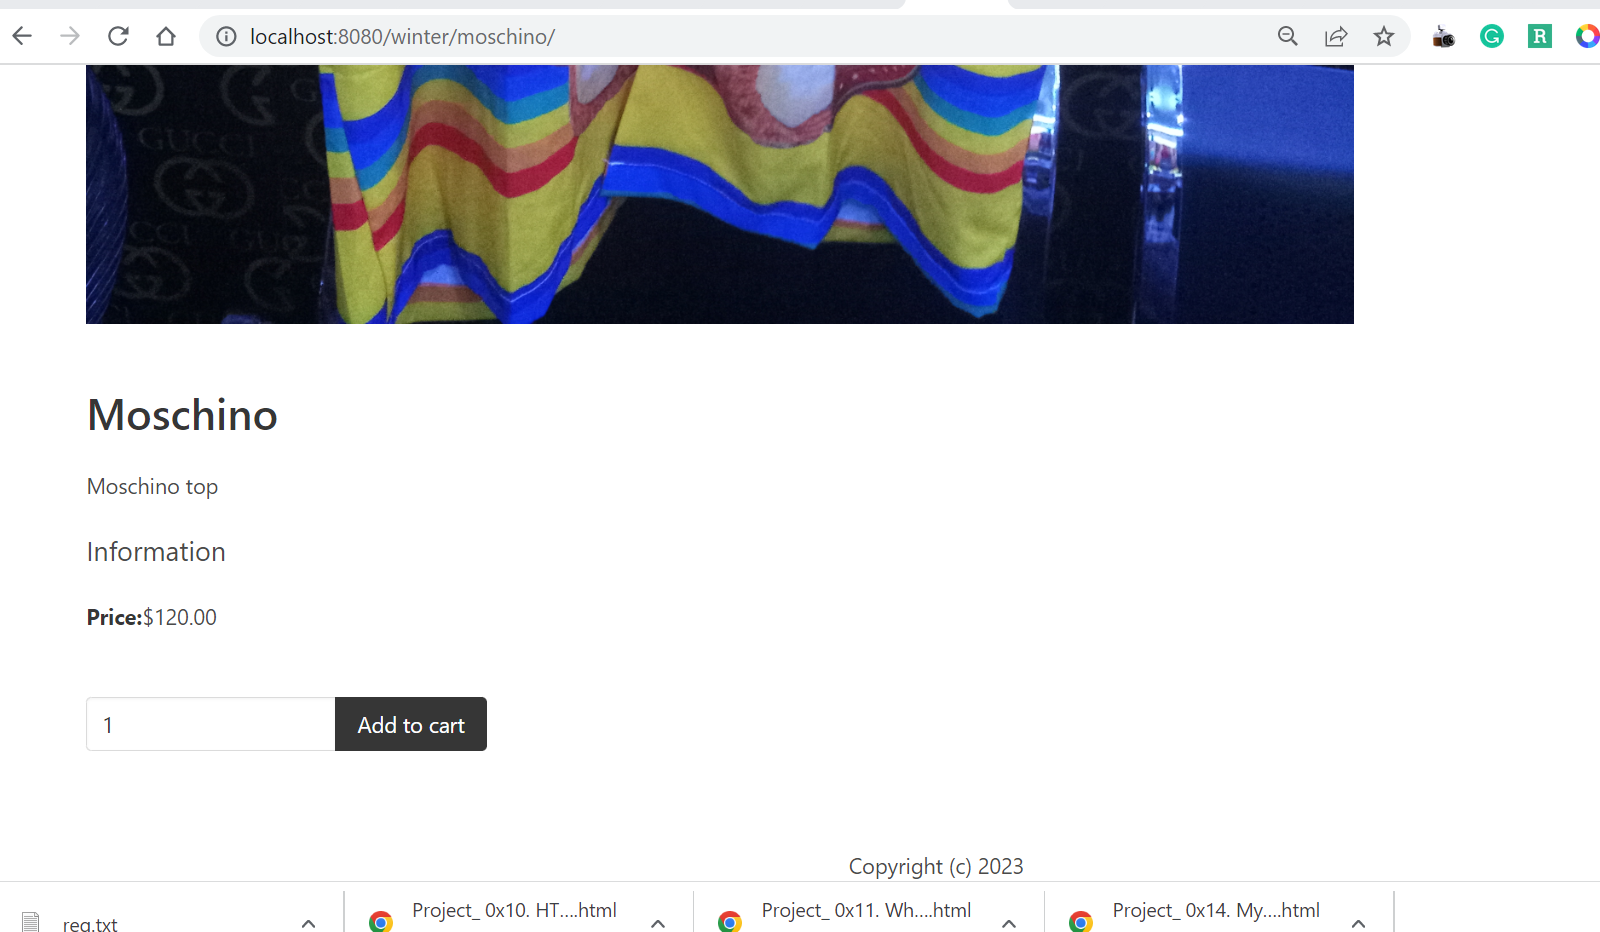 localhost:8080/winter/moschino/
GUCCI
Moschino
Moschino top
Information
Price:$120.00
1
Add to cart
Copyright (c) 2023
req.txt
Project_ 0x10. HT....html
Project_ 0x11. Wh....html
Project_ 0x14. My....html